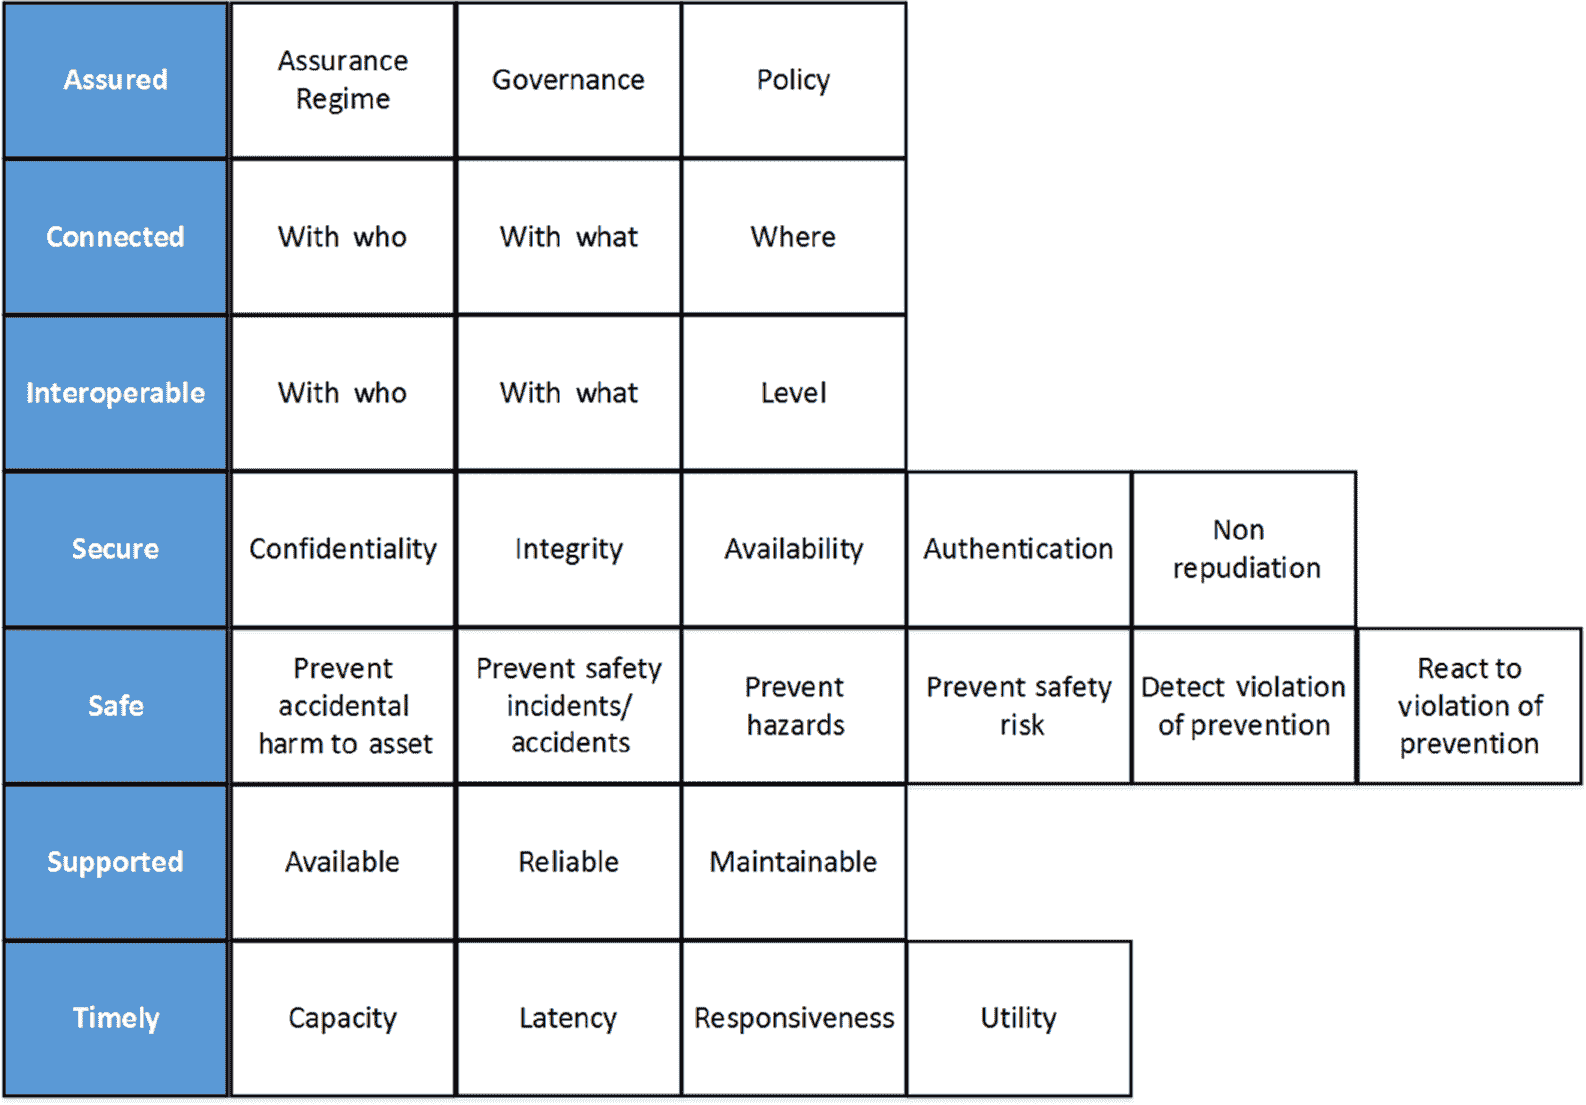 Assured
Assurance
Regime
Governance
Policy
Connected
With who
With what
Where
Interoperable
With who
With what
Level
Secure
Confidentiality
Integrity
Availability
Authentication
Non
repudiation
Safe
Prevent
accidental
harm to asset
Prevent safety
incidents/
accidents
Prevent
hazards
Prevent safety
risk
Detect violation
of prevention
React to
violation of
prevention
Supported
Available
Reliable
Maintainable
Timely
Capacity
Latency
Responsiveness
Utility